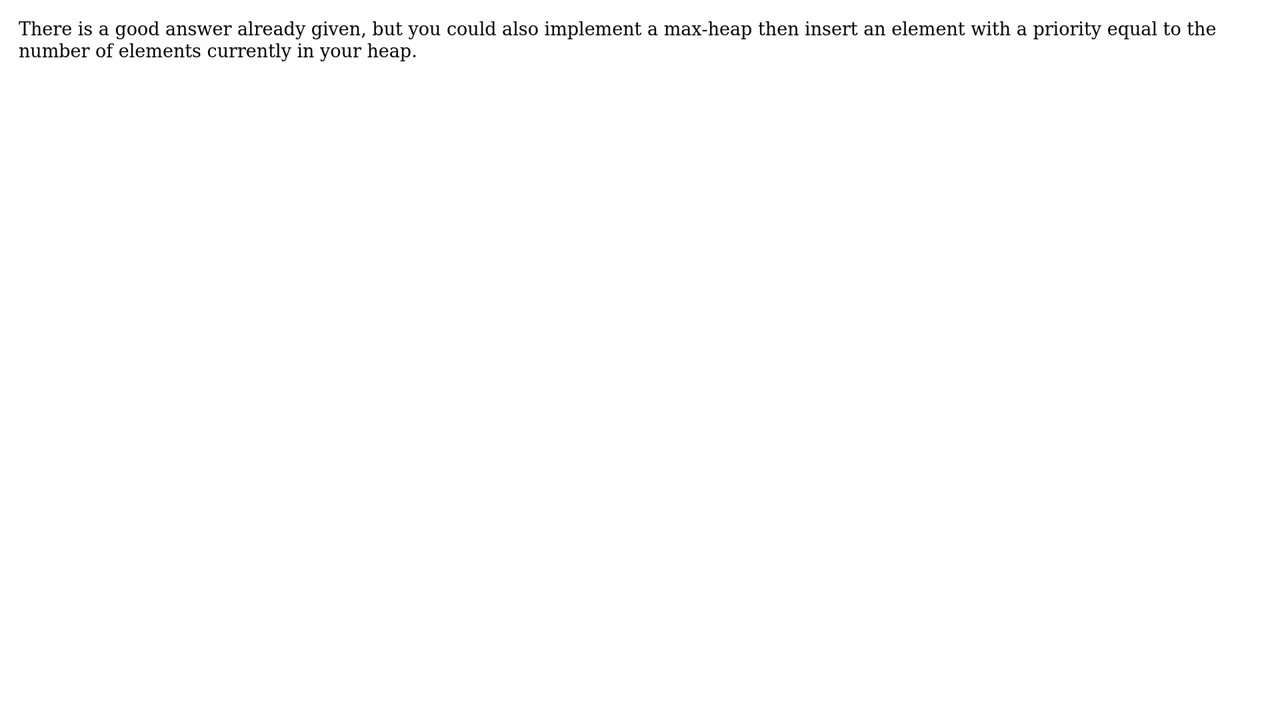 There is a good answer already given, but you could also implement a max-heap then insert an element with a priority equal to the
number of elements currently in your heap.